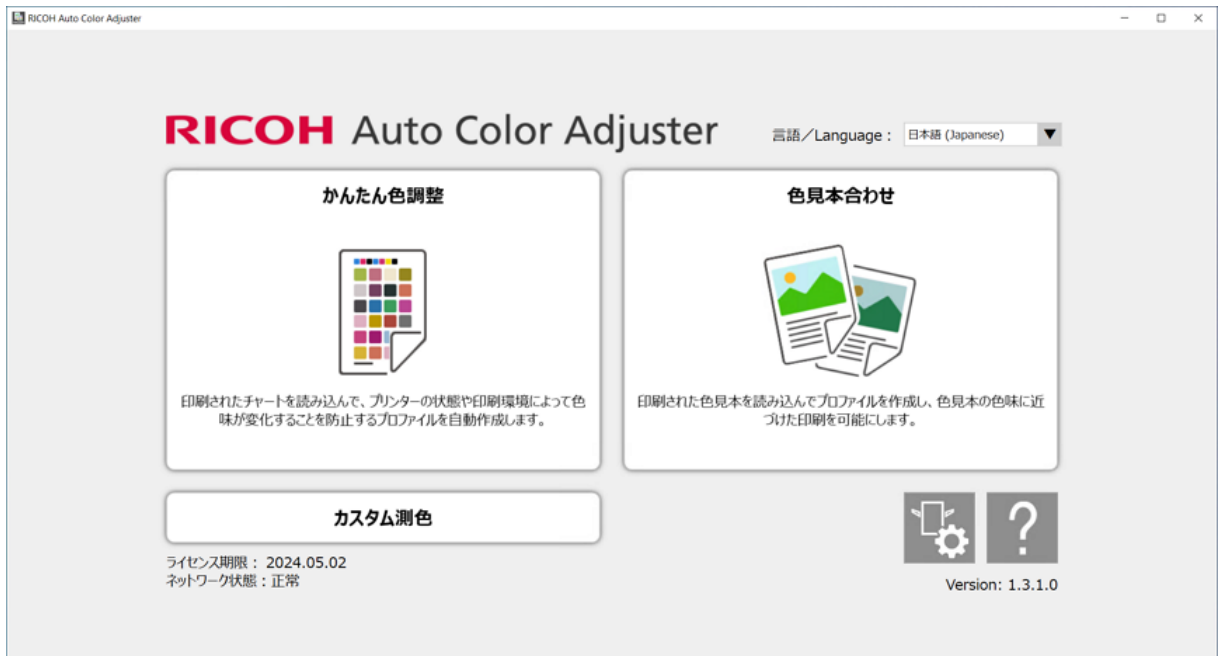 RICOH Auto Color Adjuster
RICOH Auto Color Adjuster
言語／Language： 日本語 (Japanese) ▼
かんたん色調整
印刷されたチャートを読み込んで、プリンターの状態や印刷環境によって色
味が変化することを防止するプロファイルを自動作成します。
色見本合わせ
印刷された色見本を読み込んでプロファイルを作成し、色見本の色味に近
づけた印刷を可能にします。
カスタム測色
?
ライセンス期限： 2024.05.02
ネットワーク状態：正常
Version: 1.3.1.0